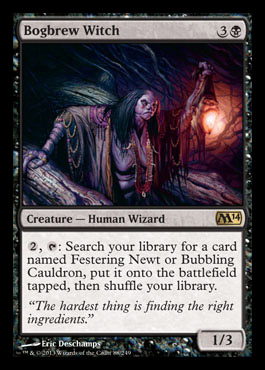 Bogbrew Witch 3
Creature — Human Wizard M14
2, : Search your library for a card
named Festering Newt or Bubbling
Cauldron, put it onto the battlefield
tapped, then shuffle your library.
“The hardest thing is finding the right
ingredients.”
Eric Deschamps
™ & © 2013 Wizards of the Coast 88/249
1/3